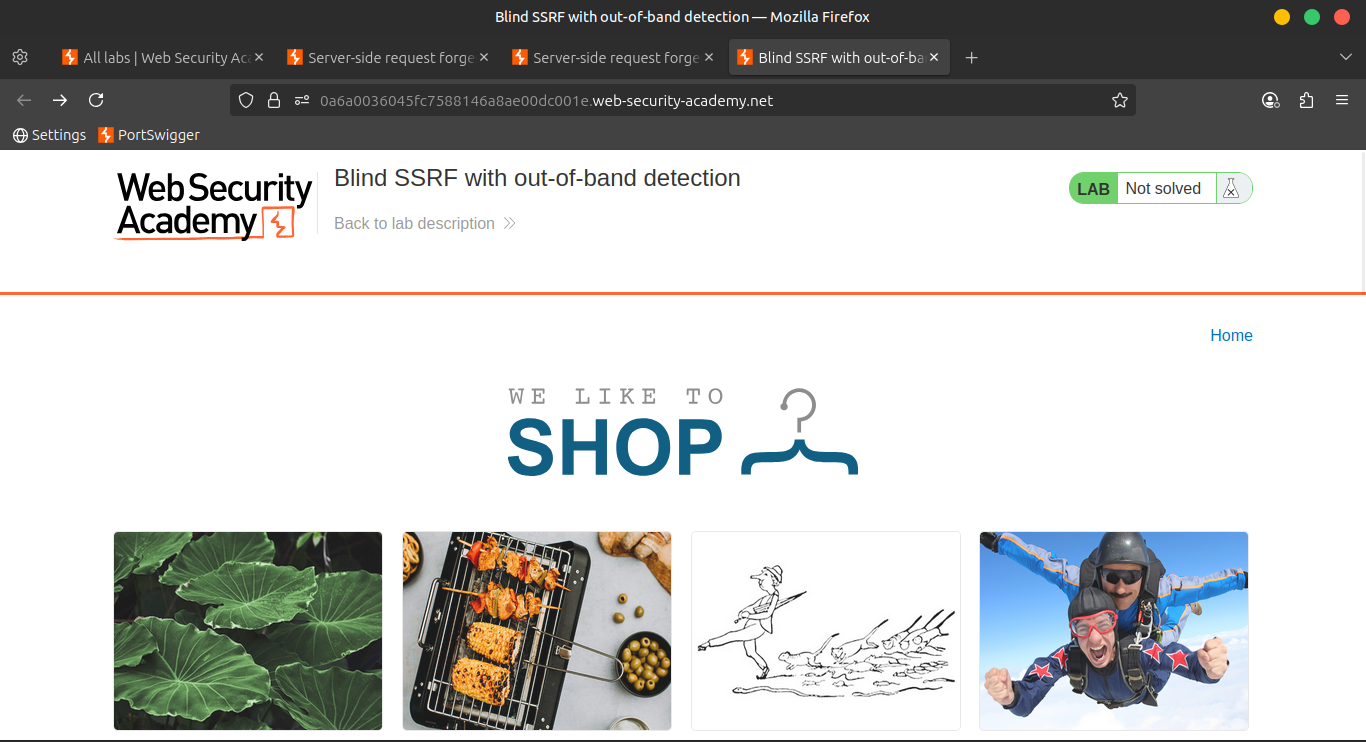 Blind SSRF with out-of-band detection — Mozilla Firefox
All labs | Web Security Ac
Server-side request forge
Server-side request forge
Blind SSRF with out-of-ba
0a6a0036045fc7588146a8ae00dc001e.web-security-academy.net
Settings
PortSwigger
Web Security
Academy
Blind SSRF with out-of-band detection
Back to lab description
LAB Not solved
Home
WE LIKE TO
SHOP